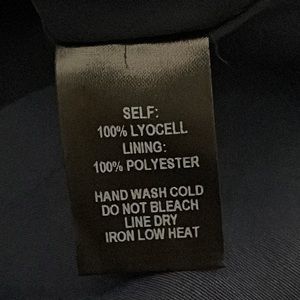 SELF:
100% LYOCELL
LINING:
100% POLYESTER
HAND WASH COLD
DO NOT BLEACH
LINE DRY
IRON LOW HEAT